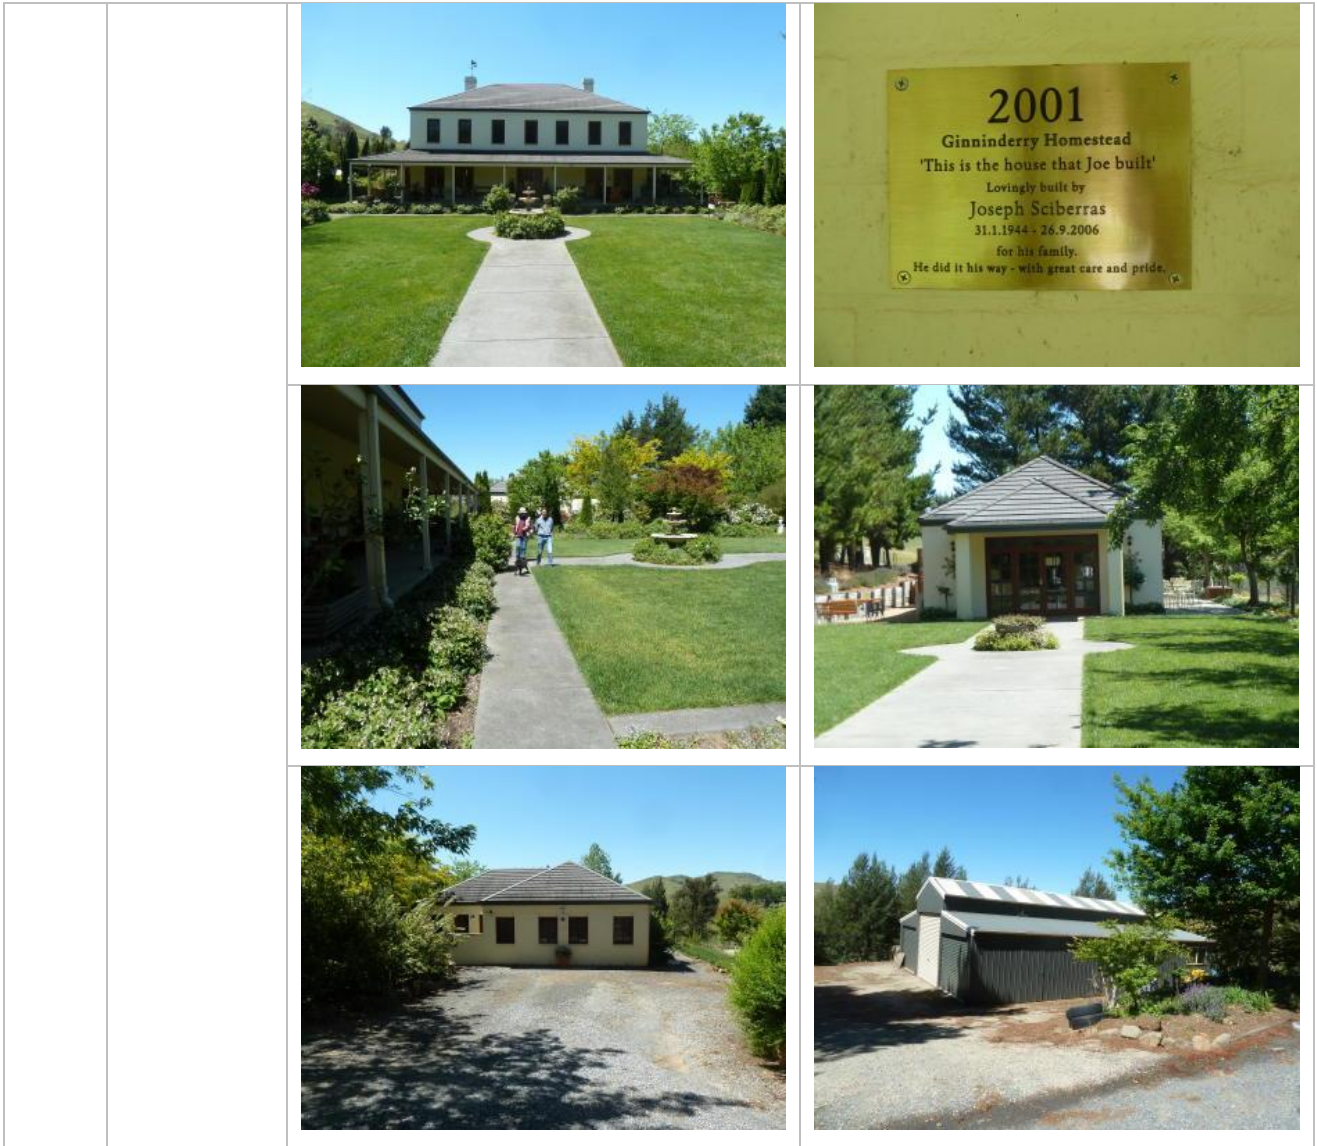 2001
Ginninderry Homestead
'This is the house that Joe built'
Lovingly built by
Joseph Sciberras
31.1.1944 - 26.9.2006
for his family.
He did it his way - with great care and pride.